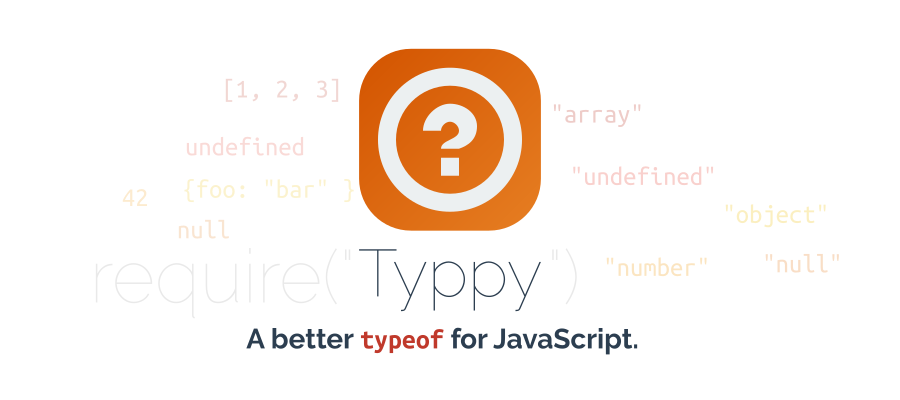 [1, 2, 3]
"array"
undefined
"undefined"
{foo: "bar" }
42
"object"
null
"number"
"null"
?
require("Typpy")
A better typeof for JavaScript.